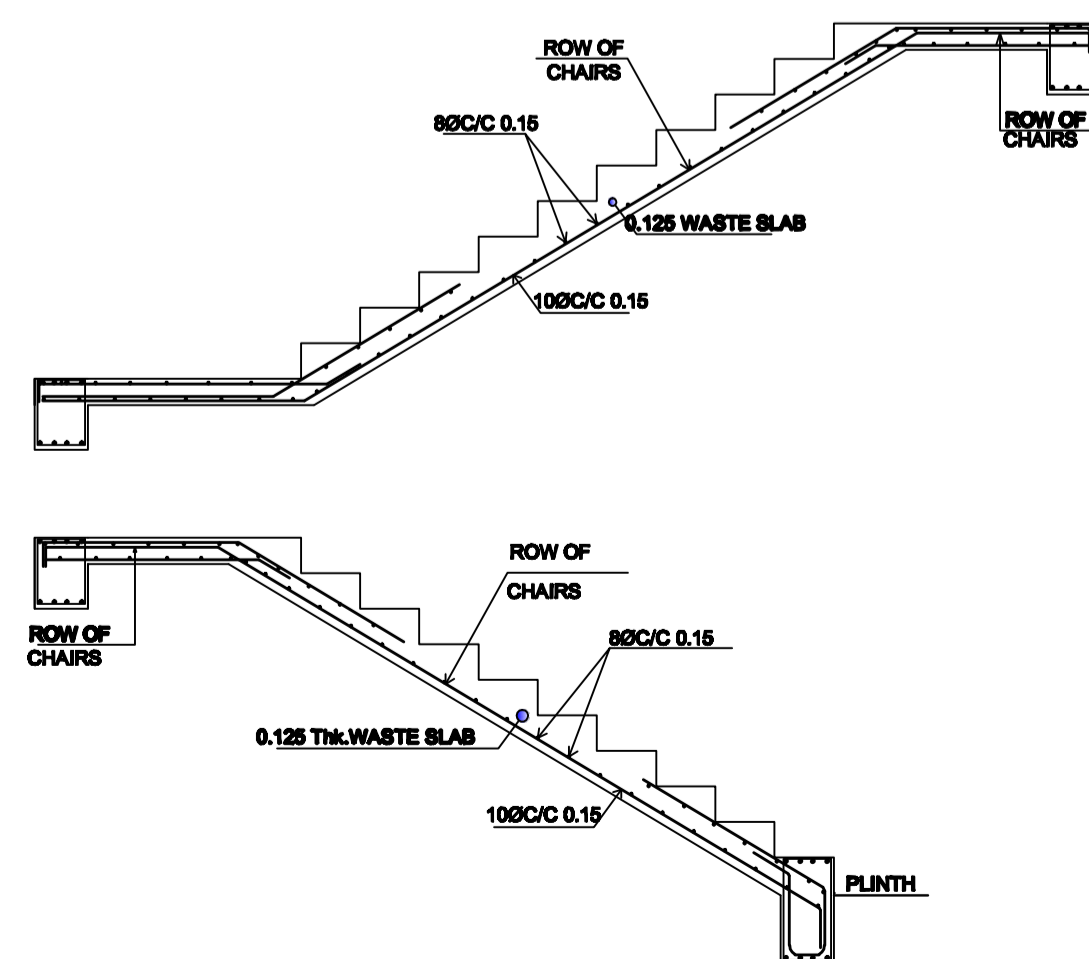 ROW OF
CHAIRS
8ØC/C 0.15
ROW OF
CHAIRS
0.125 WASTE SLAB
10ØC/C 0.15
ROW OF
CHAIRS
ROW OF
CHAIRS
8ØC/C 0.15
0.125 Thk.WASTE SLAB
10ØC/C 0.15
PLINTH